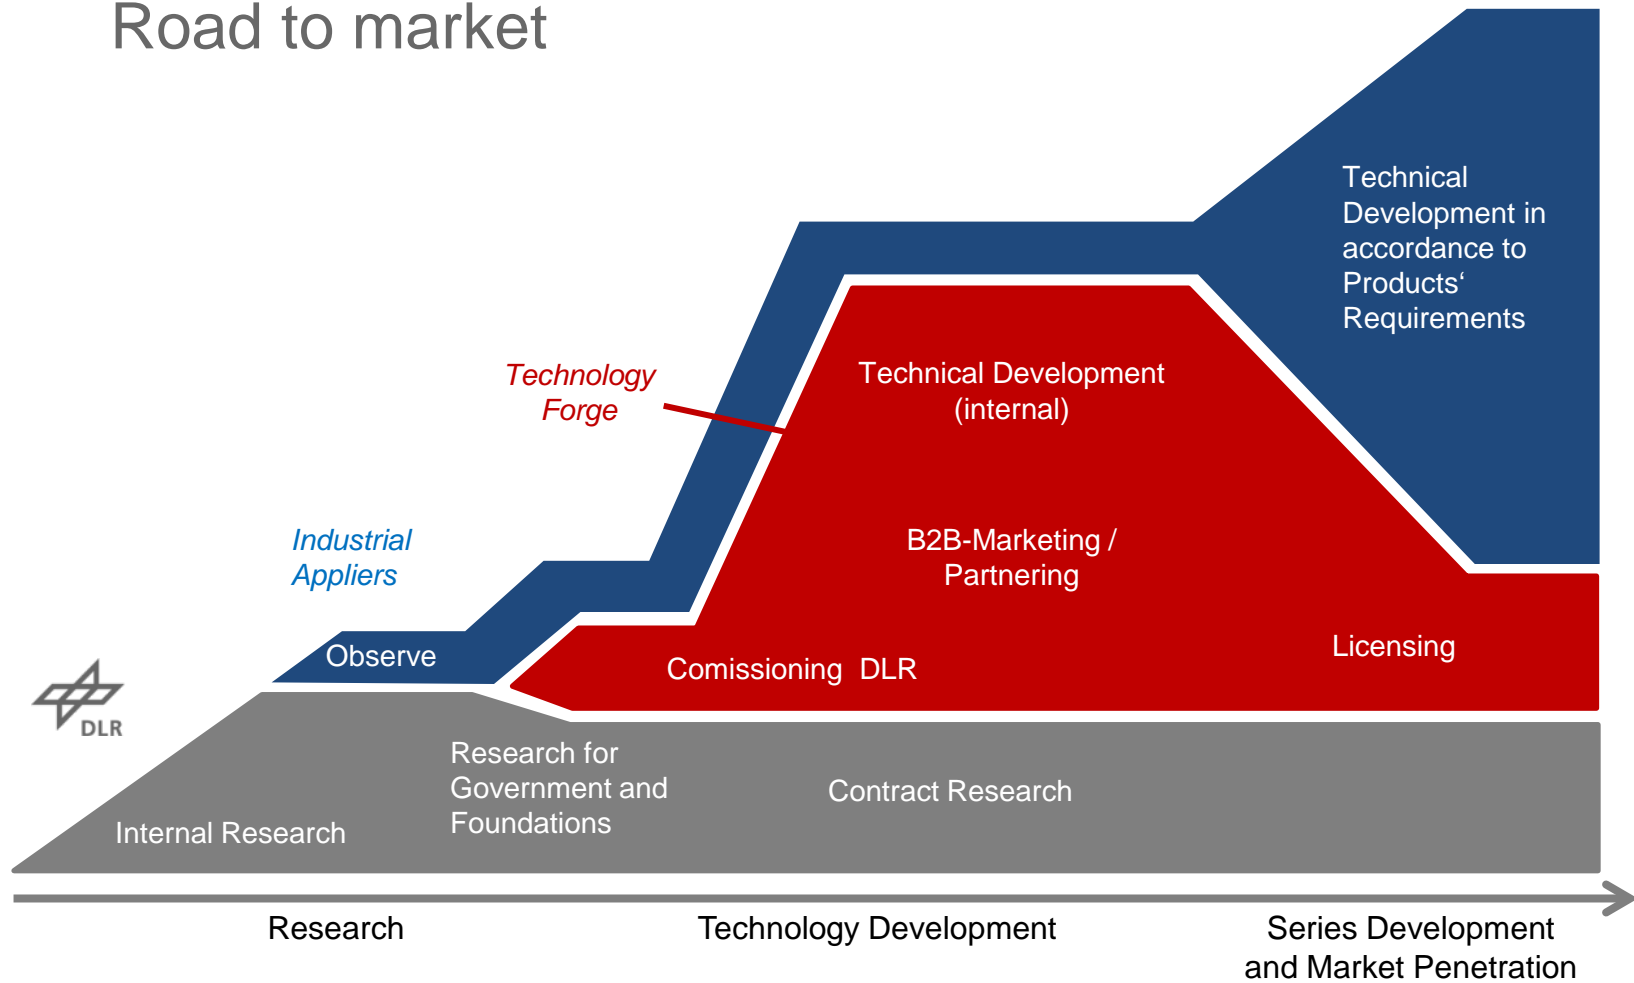 Road to market
Technical
Development in
accordance to
Products‘
Requirements
Technology
Forge
Technical Development
(internal)
Industrial
Appliers
B2B-Marketing /
Partnering
Observe
Comissioning  DLR
Licensing
DLR
Research for
Government and
Foundations
Contract Research
Internal Research
Research
Technology Development
Series Development
and Market Penetration